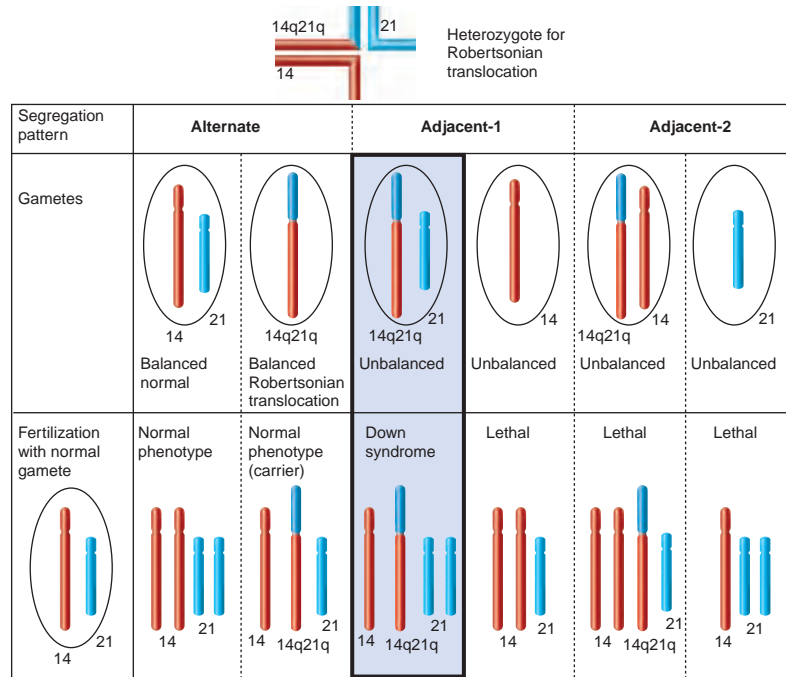 14q21q
21
14
Heterozygote for
Robertsonian
translocation
Segregation
pattern
Alternate
Adjacent-1
Adjacent-2
Gametes
14
21
14q21q
14q21q
21
14
14q21q
14
21
Balanced
normal
Balanced
Robertsonian
translocation
Unbalanced
Unbalanced
Unbalanced
Unbalanced
Fertilization
with normal
gamete
Normal
phenotype
Normal
phenotype
(carrier)
Down
syndrome
Lethal
Lethal
Lethal
14
21
14
21
14
14q21q
21
14
14q21q
21
14
21
14
14q21q
21
14
21